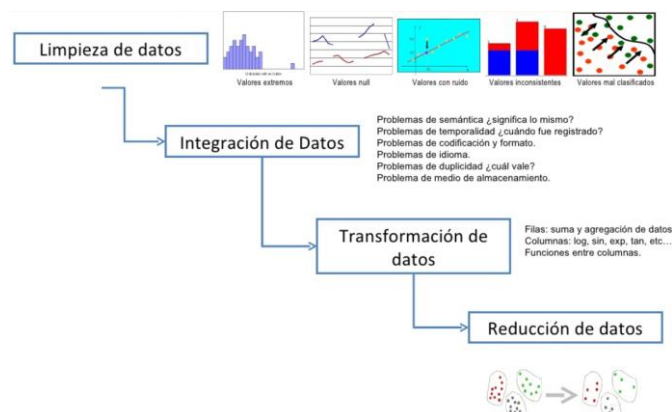 Limpieza de datos
Valores extremos
Valores null
Valores con ruido
Valores inconsistentes
Valores mal clasificados
Integración de Datos
Problemas de semántica ¿significa lo mismo?
Problemas de temporalidad ¿cuándo fue registrado?
Problemas de codificación y formato.
Problemas de idioma.
Problemas de duplicidad ¿cuál vale?
Problema de medio de almacenamiento.
Transformación de
datos
Filas: suma y agregación de datos
Columnas: log, sin, exp, tan, etc...
Funciones entre columnas.
Reducción de datos